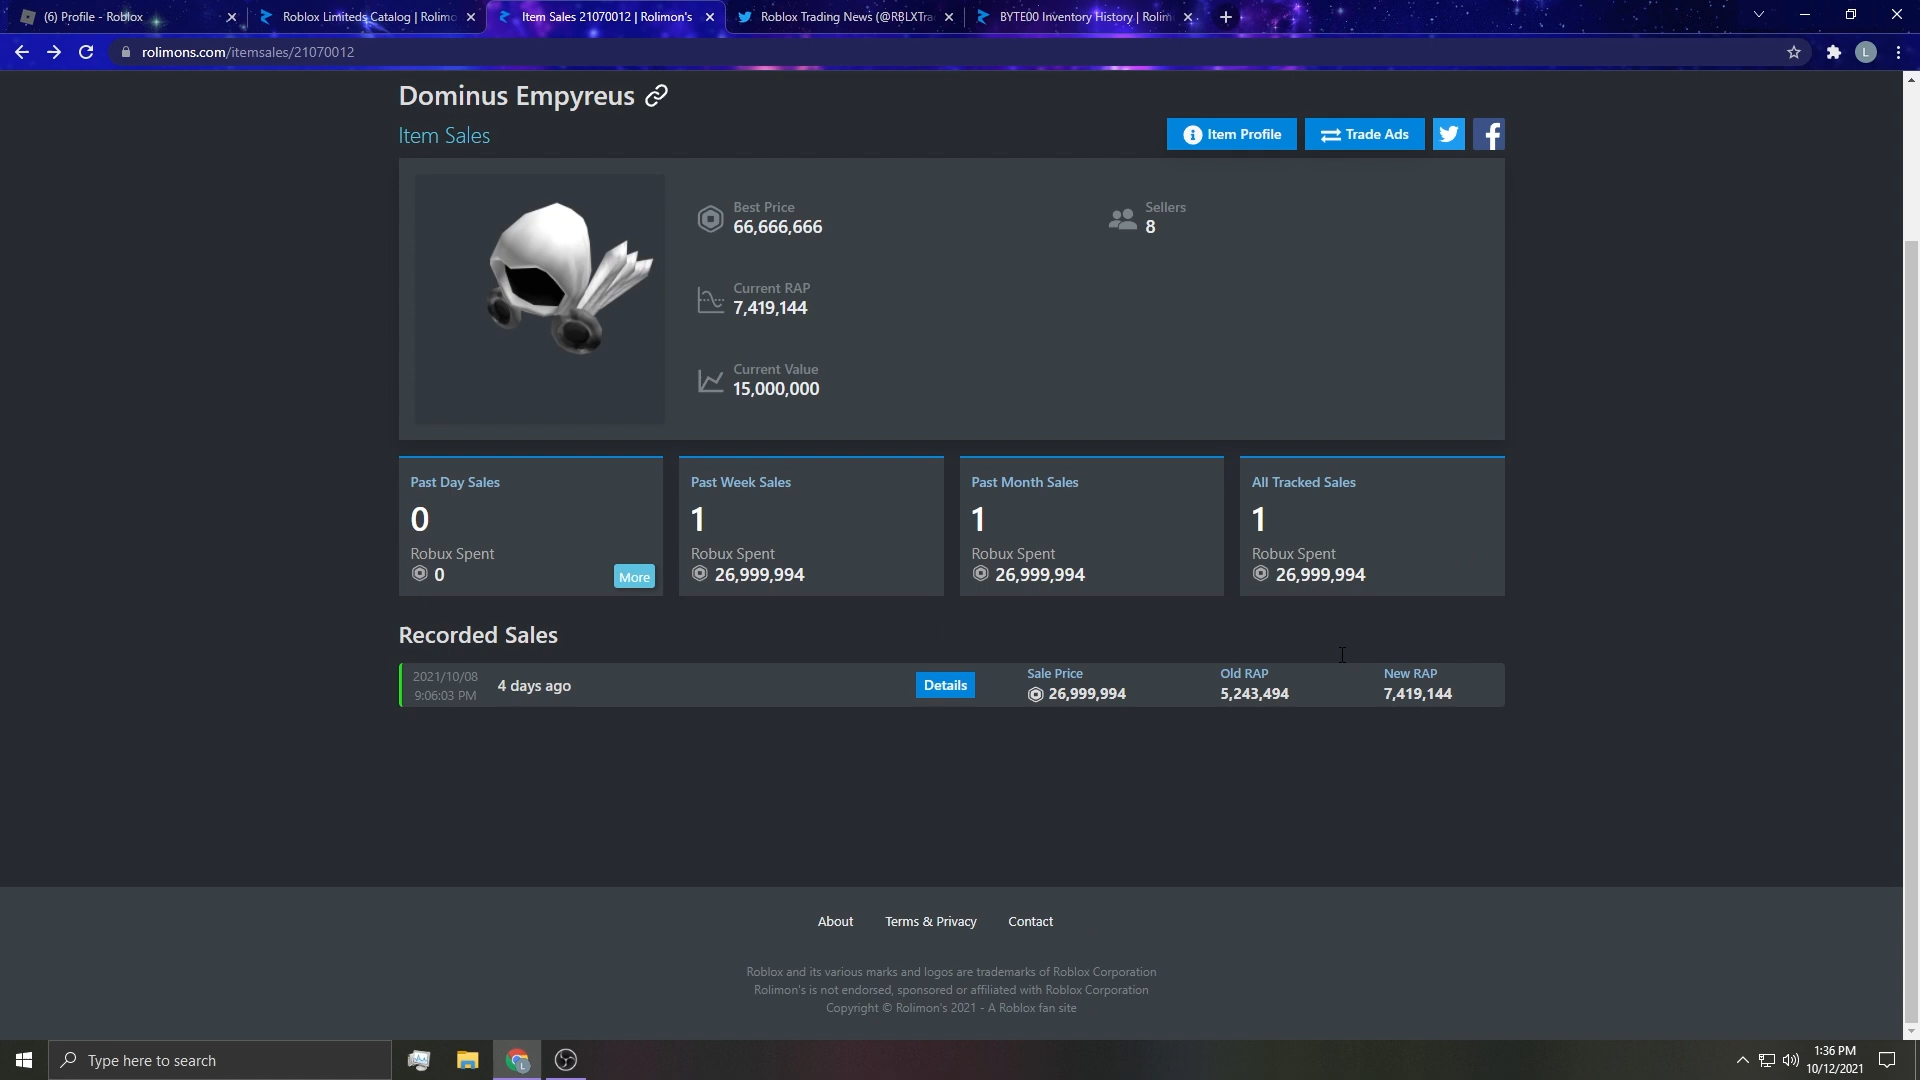 (6) Profile - Roblox
Roblox Limiteds Catalog | Rolimo
Item Sales 21070012 | Rolimon's
Roblox Trading News (@RBLXTra
BYTE00 Inventory History | Rolim
rolimons.com/itemsales/21070012
L
Dominus Empyreus
Item Sales
Item Profile
Trade Ads
Best Price
66,666,666
Sellers
8
Current RAP
7,419,144
Current Value
15,000,000
Past Day Sales
0
Robux Spent
0
More
Past Week Sales
1
Robux Spent
26,999,994
Past Month Sales
1
Robux Spent
26,999,994
All Tracked Sales
1
Robux Spent
26,999,994
Recorded Sales
2021/10/08
9:06:03 PM
4 days ago
Details
Sale Price
26,999,994
Old RAP
5,243,494
New RAP
7,419,144
About
Terms & Privacy
Contact
Roblox and its various marks and logos are trademarks of Roblox Corporation
Rolimon's is not endorsed, sponsored or affiliated with Roblox Corporation
Copyright © Rolimon's 2021 - A Roblox fan site
Type here to search
1:36 PM
10/12/2021